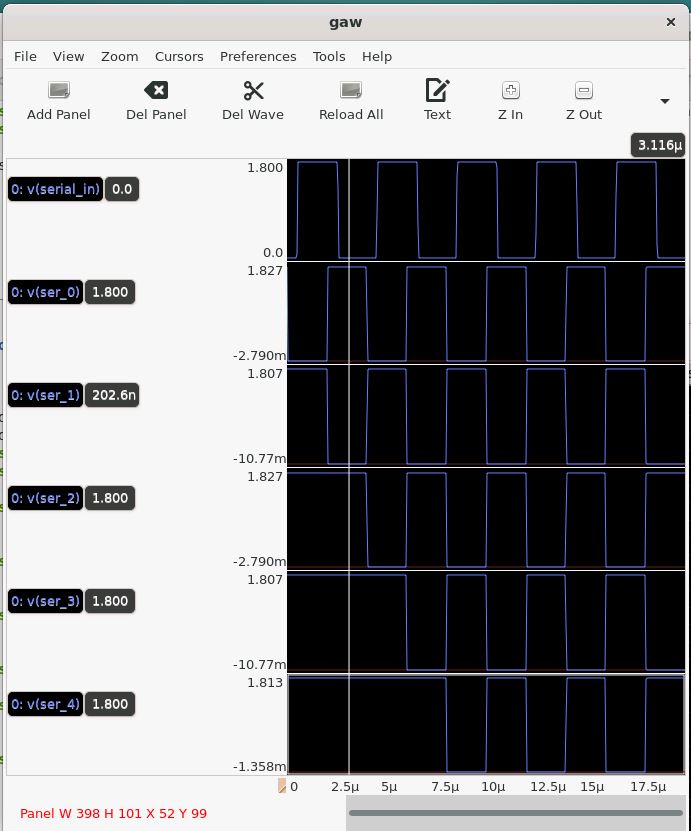 gaw ×
File View Zoom Cursors Preferences Tools Help
Add Panel Del Panel Del Wave Reload All Text Z In Z Out
3.116µ
0: v(serial_in) 0.0 1.800
0.0
0: v(ser_0) 1.800 1.827
-2.790m
0: v(ser_1) 202.6n 1.807
-10.77m
0: v(ser_2) 1.800 1.827
-2.790m
0: v(ser_3) 1.800 1.807
-10.77m
0: v(ser_4) 1.800 1.813
-1.358m
0 2.5µ 5µ 7.5µ 10µ 12.5µ 15µ 17.5µ
Panel W 398 H 101 X 52 Y 99